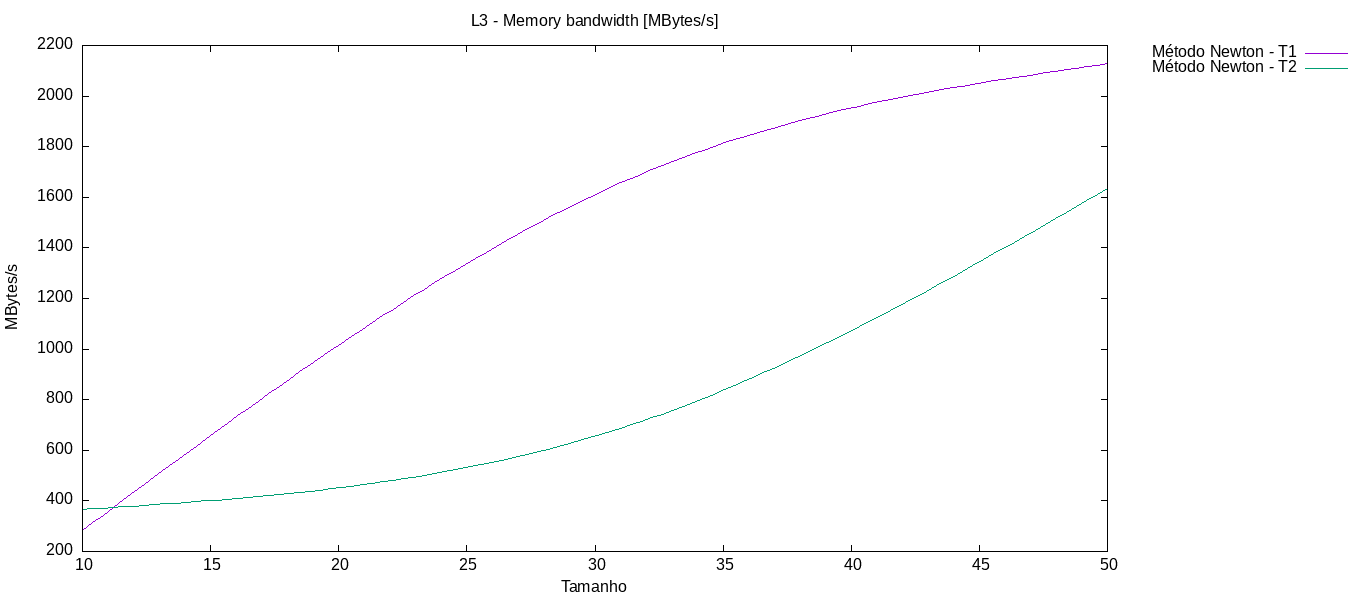 L3 - Memory bandwidth [MBytes/s]
Método Newton - T1
Método Newton - T2
2200
2000
1800
1600
1400
1200
1000
800
600
400
200
MBytes/s
10 15 20 25 30 35 40 45 50
Tamanho